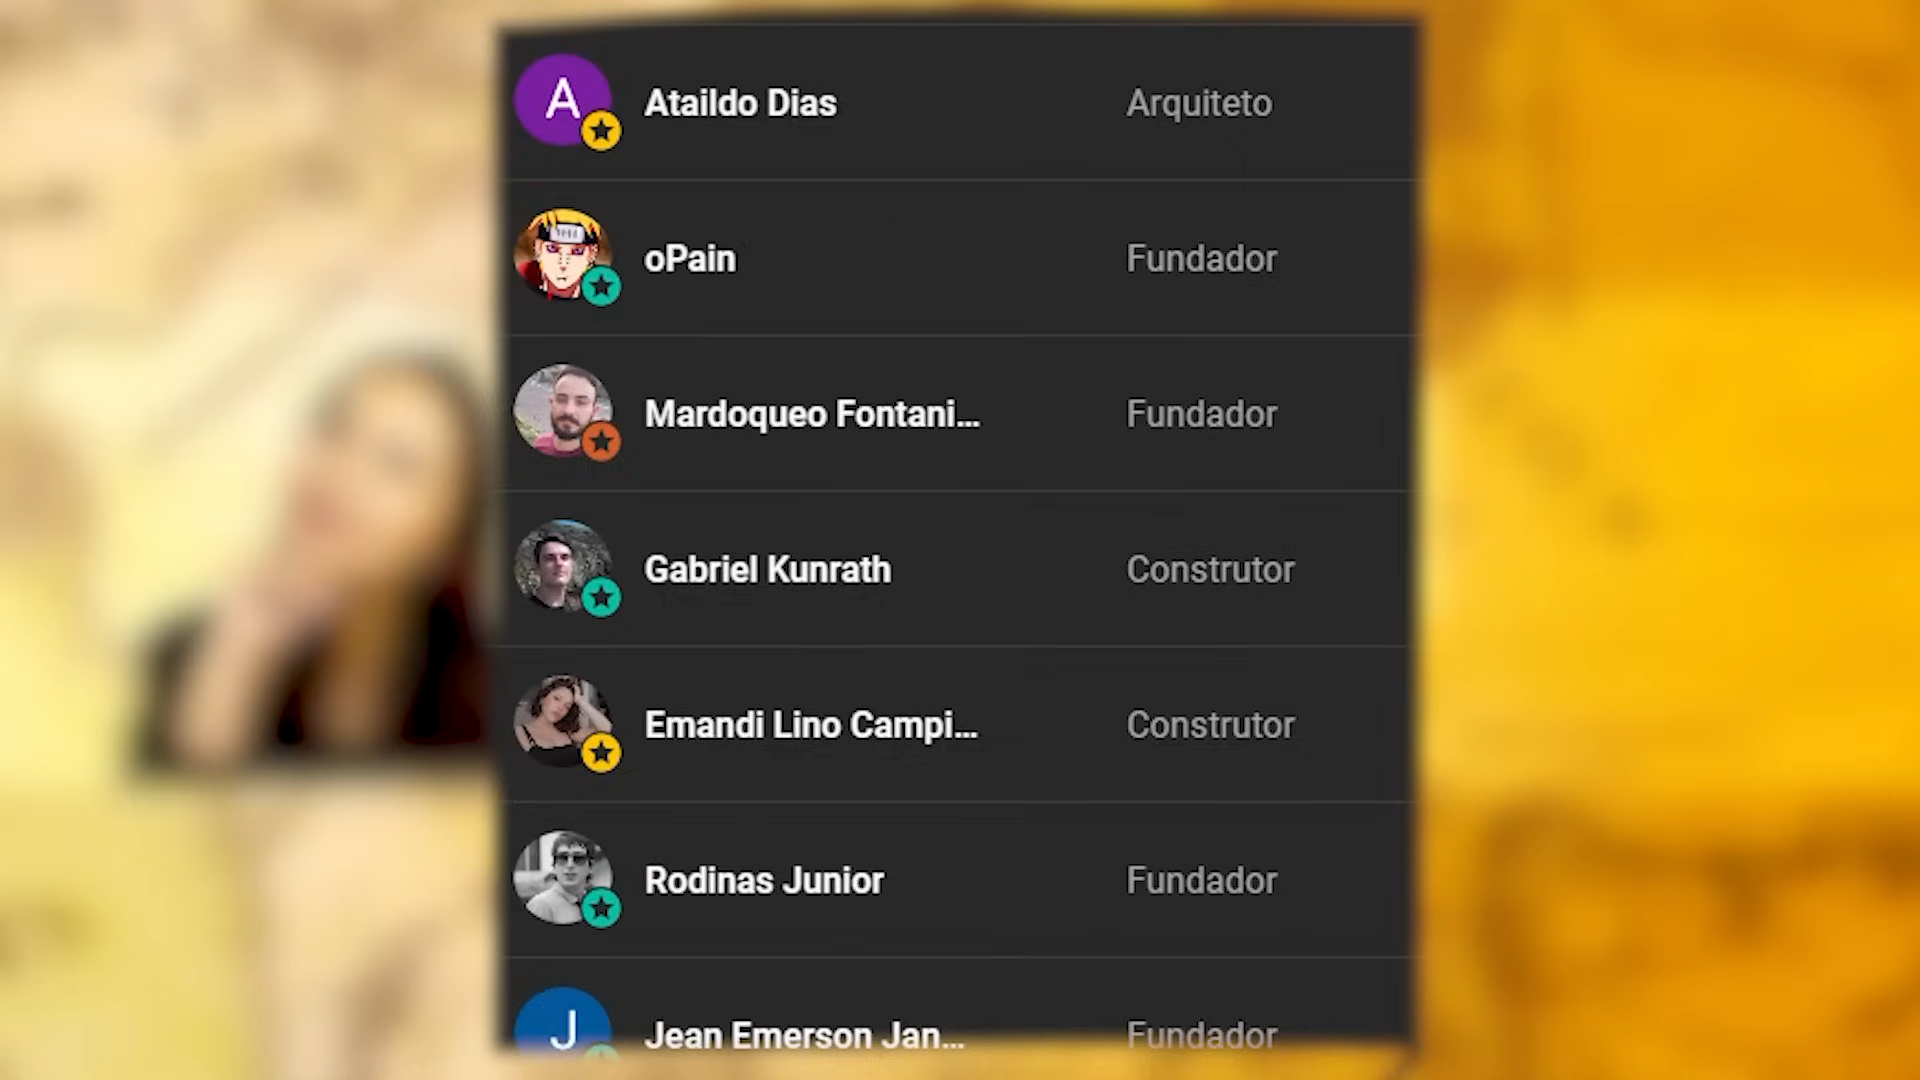 A Ataildo Dias Arquiteto
oPain Fundador
Mardoqueo Fontani... Fundador
Gabriel Kunrath Construtor
Emandi Lino Campi... Construtor
Rodinas Junior Fundador
J Jean Emerson Jan... Fundador